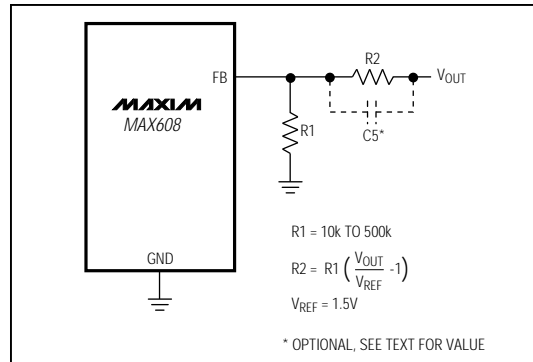 R2
FB
VOUT
MAXIM
MAX608
R1
C5*
R1 = 10k TO 500k
GND
R2 = R1 ( VOUT / VREF -1 )
VREF = 1.5V
* OPTIONAL, SEE TEXT FOR VALUE